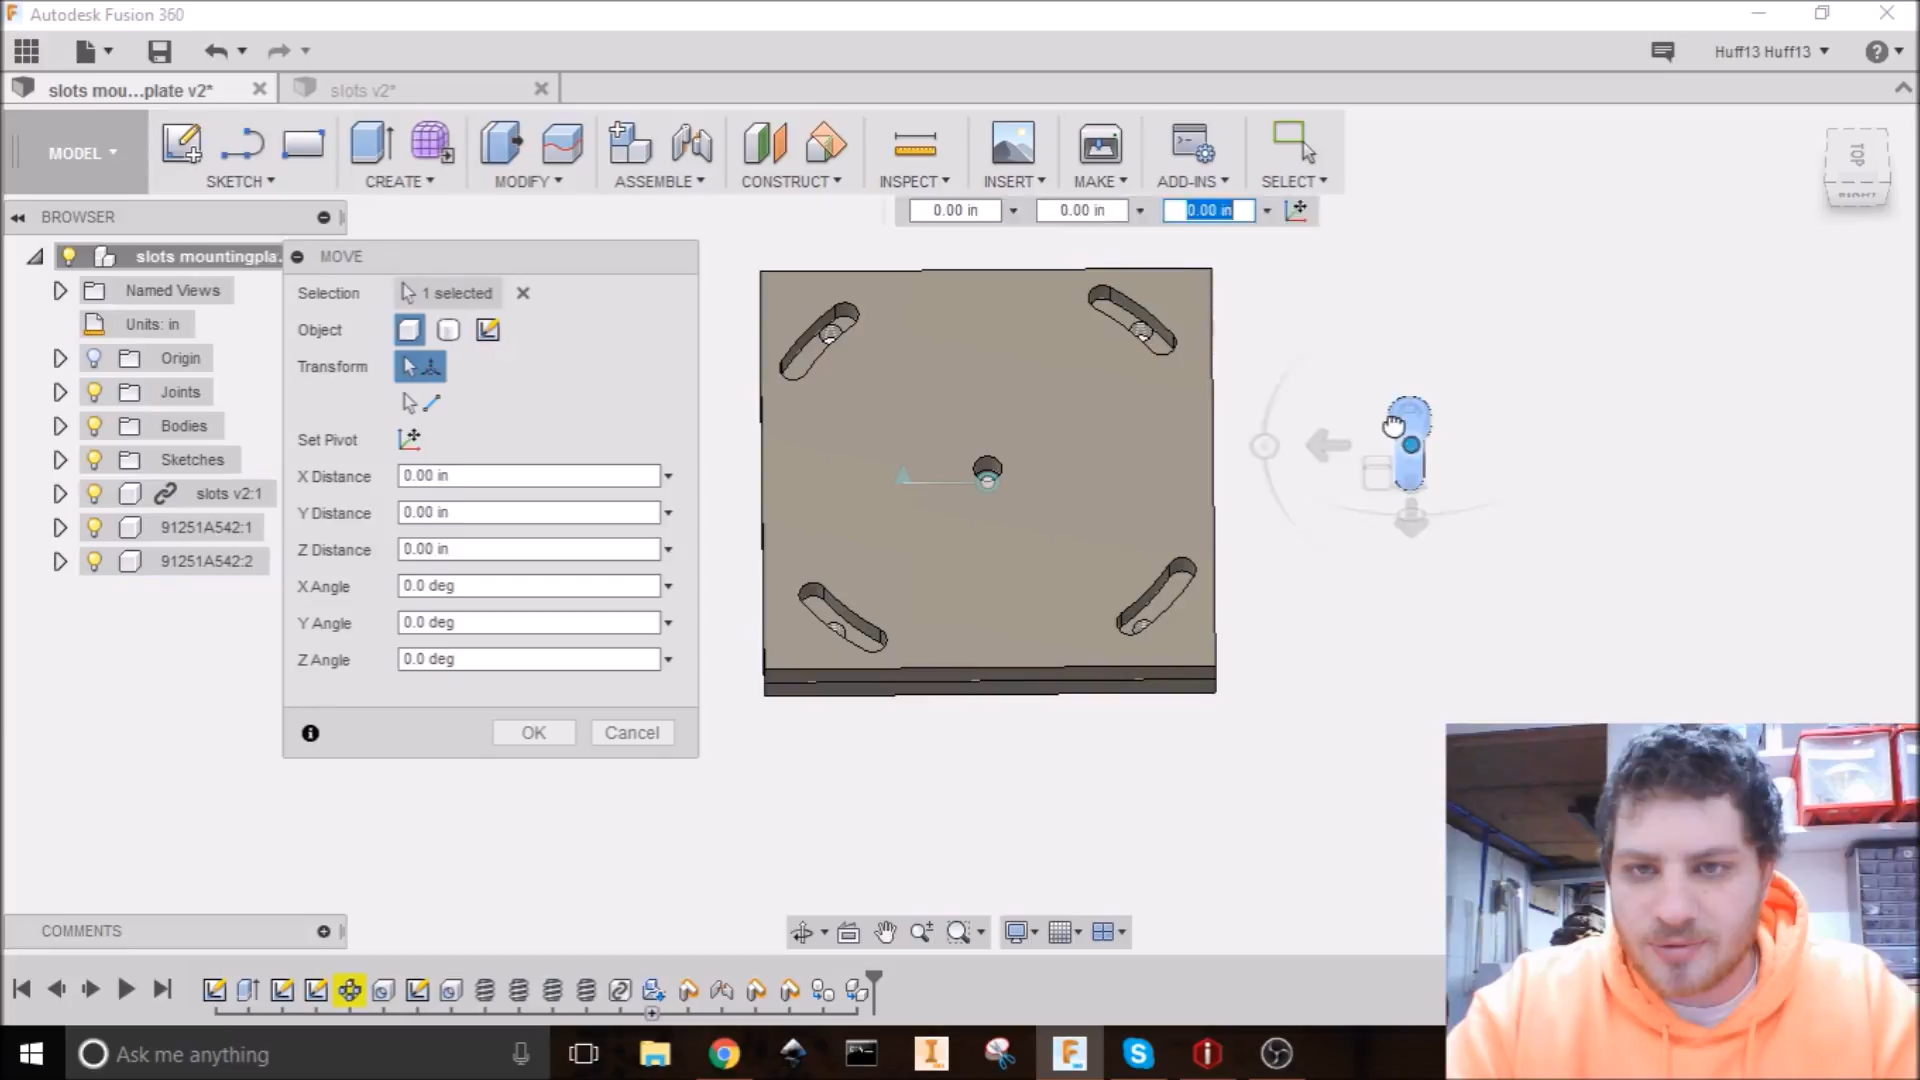 Autodesk Fusion 360
Huff13 Huff13
slots mou...plate v2*
slots v2*
MODEL
SKETCH
CREATE
MODIFY
ASSEMBLE
CONSTRUCT
INSPECT
INSERT
MAKE
ADD-INS
SELECT
TOP
RIGHT
0.00 in
0.00 in
0.00 in
BROWSER
slots mountingpla.
Named Views
Units: in
Origin
Joints
Bodies
Sketches
slots v2:1
91251A542:1
91251A542:2
MOVE
Selection
1 selected
Object
Transform
Set Pivot
X Distance
0.00 in
Y Distance
0.00 in
Z Distance
0.00 in
X Angle
0.0 deg
Y Angle
0.0 deg
Z Angle
0.0 deg
OK
Cancel
COMMENTS
Ask me anything